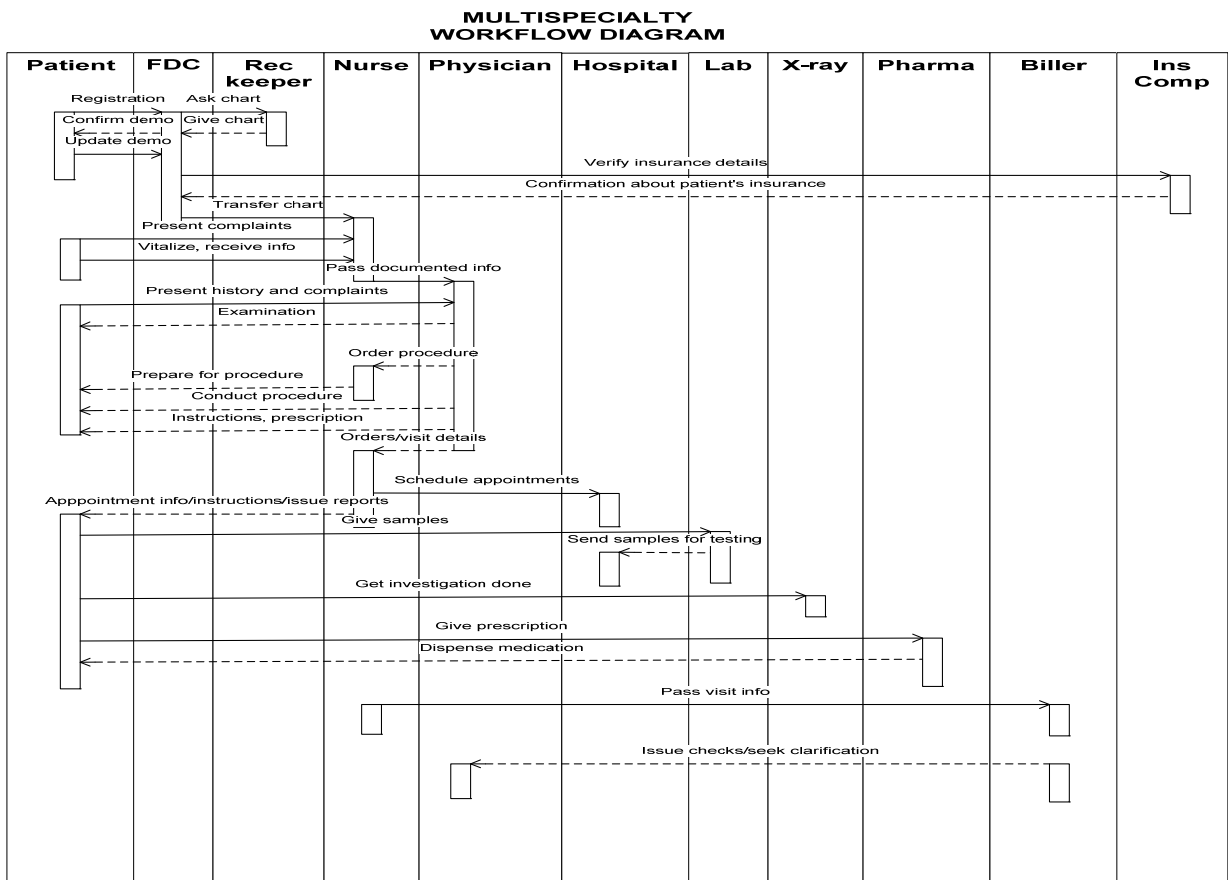 MULTISPECIALTY
WORKFLOW DIAGRAM
Patient FDC Rec Nurse Physician Hospital Lab X-ray Pharma Biller Ins
keeper Comp
Registration Ask chart
Confirm demo Give chart
Update demo
Verify insurance details
Confirmation about patient's insurance
Transfer chart
Present complaints
Vitalize, receive info
Pass documented info
Present history and complaints
Examination
Order procedure
Prepare for procedure
Conduct procedure
Instructions, prescription
Orders/visit details
Schedule appointments
Apppointment info/instructions/issue reports
Give samples
Send samples for testing
Get investigation done
Give prescription
Dispense medication
Pass visit info
Issue checks/seek clarification